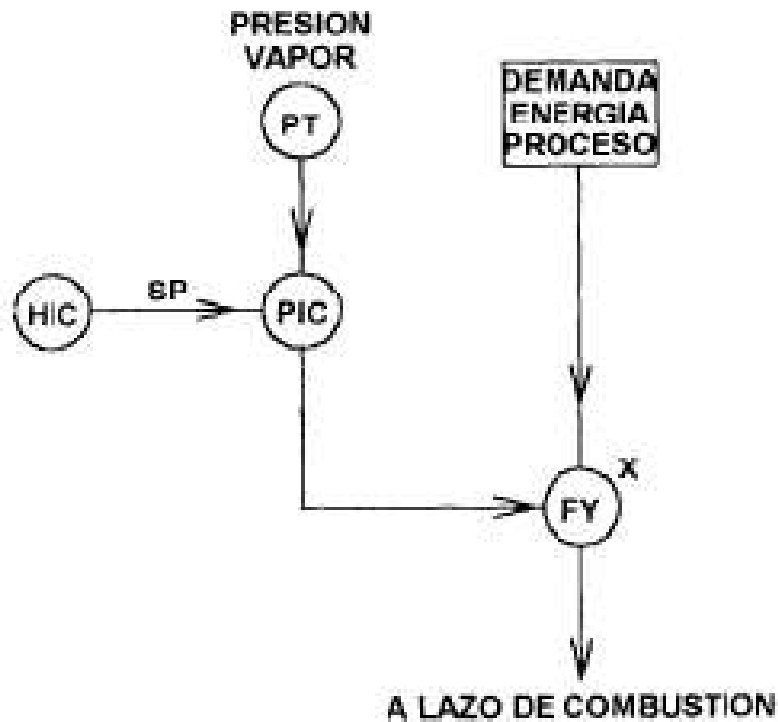 PRESION
VAPOR
DEMANDA
ENERGIA
PROCESO
PT
HIC
SP
PIC
X
FY
A LAZO DE COMBUSTION